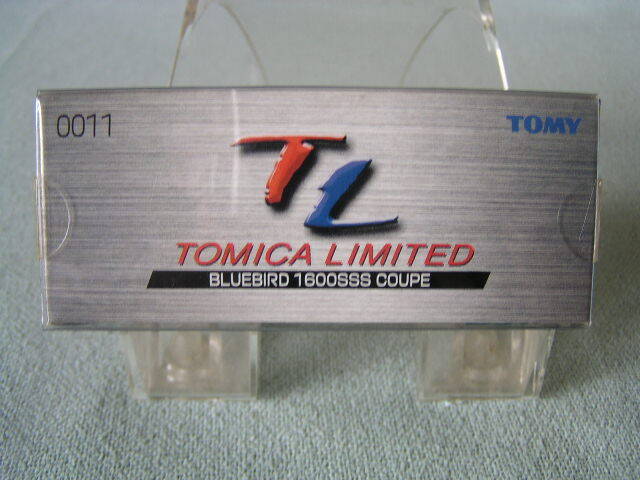 0011
TOMY
TL
TOMICA LIMITED
BLUEBIRD 1600SSS COUPE